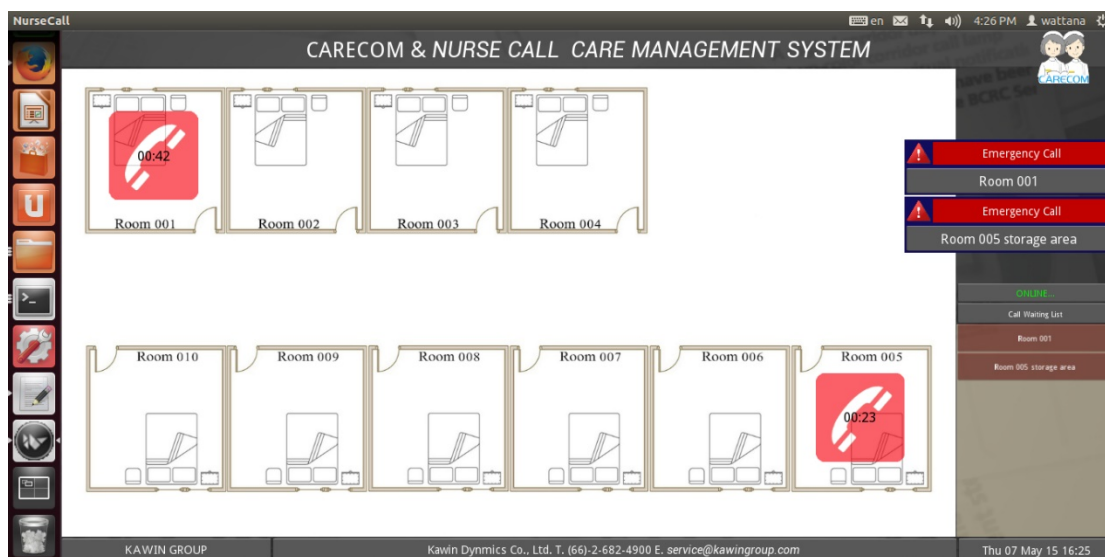 NurseCall
en
4:26 PM
wattana
CARECOM & NURSE CALL CARE MANAGEMENT SYSTEM
CARECOM
00:42
Room 001
Room 002
Room 003
Room 004
Emergency Call
Room 001
Emergency Call
Room 005 storage area
ONLINE...
Call Waiting List
Room 001
Room 005 storage area
Room 010
Room 009
Room 008
Room 007
Room 006
Room 005
00:23
KAWIN GROUP
Kawin Dynmics Co., Ltd. T. (66)-2-682-4900 E. service@kawingroup.com
Thu 07 May 15 16:25